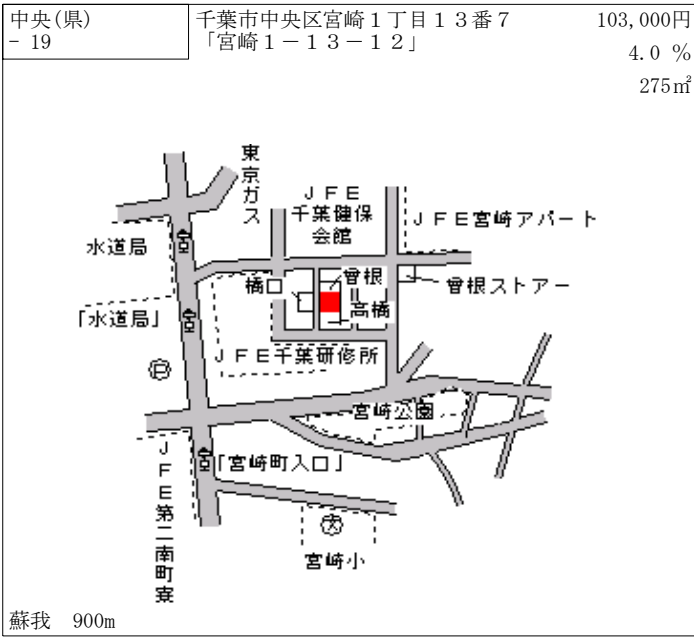 中央(県)
- 19
千葉市中央区宮崎１丁目１３番７
「宮崎１－１３－１２」
103,000円
4.0 %
275㎡
東京ガス
ＪＦＥ
千葉健保
会館
ＪＦＥ宮崎アパート
水道局
橋口
曽根
曽根ストアー
高橋
「水道局」
ＪＦＥ千葉研修所
宮崎公園
「宮崎町入口」
ＪＦＥ第二南町寮
宮崎小
蘇我　900m